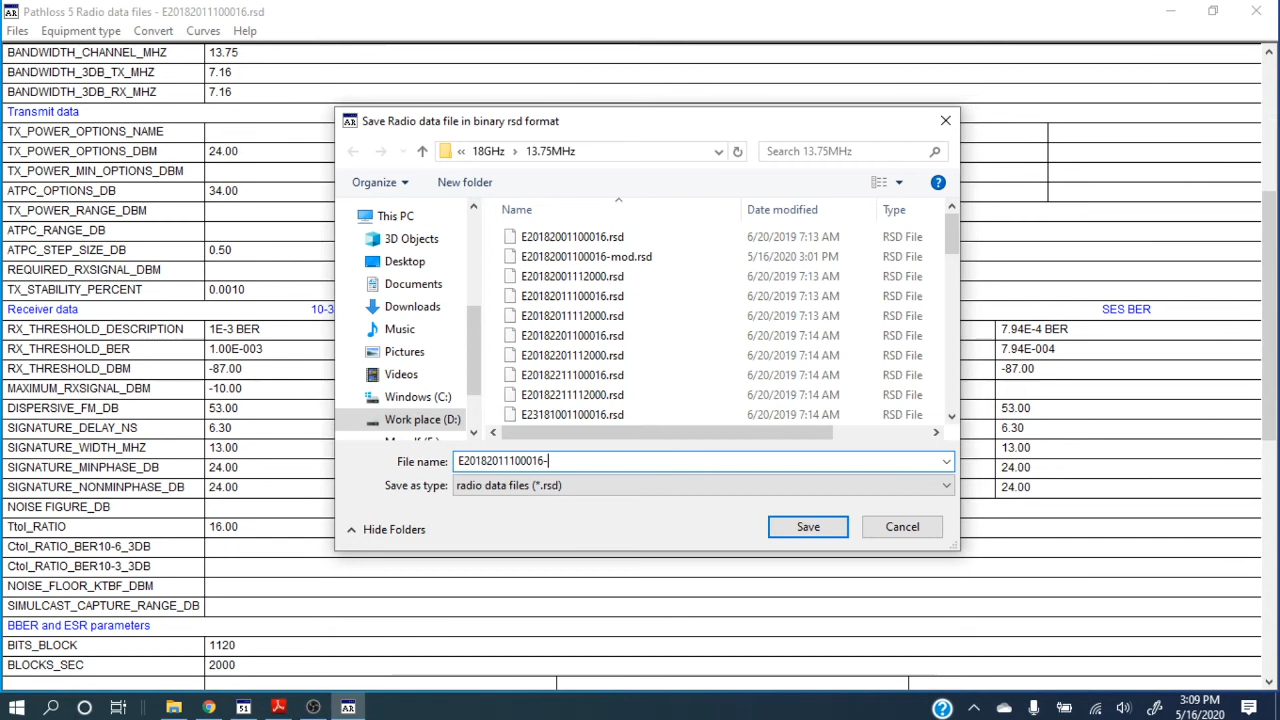 Pathloss 5 Radio data files - E20182011100016.rsd
Files Equipment type Convert Curves Help
BANDWIDTH_CHANNEL_MHZ 13.75
BANDWIDTH_3DB_TX_MHZ 7.16
BANDWIDTH_3DB_RX_MHZ 7.16
Transmit data
TX_POWER_OPTIONS_NAME
TX_POWER_OPTIONS_DBM 24.00
TX_POWER_MIN_OPTIONS_DBM
ATPC_OPTIONS_DB 34.00
TX_POWER_RANGE_DBM
ATPC_RANGE_DB
ATPC_STEP_SIZE_DB 0.50
REQUIRED_RXSIGNAL_DBM
TX_STABILITY_PERCENT 0.0010
Receiver data 10-3 SES BER
RX_THRESHOLD_DESCRIPTION 1E-3 BER 7.94E-4 BER
RX_THRESHOLD_BER 1.00E-003 7.94E-004
RX_THRESHOLD_DBM -87.00 -87.00
MAXIMUM_RXSIGNAL_DBM -10.00
DISPERSIVE_FM_DB 53.00 53.00
SIGNATURE_DELAY_NS 6.30 6.30
SIGNATURE_WIDTH_MHZ 13.00 13.00
SIGNATURE_MINPHASE_DB 24.00 24.00
SIGNATURE_NONMINPHASE_DB 24.00 24.00
NOISE FIGURE_DB
TtoI_RATIO 16.00
CtoI_RATIO_BER10-6_3DB
CtoI_RATIO_BER10-3_3DB
NOISE_FLOOR_KTBF_DBM
SIMULCAST_CAPTURE_RANGE_DB
BBER and ESR parameters
BITS_BLOCK 1120
BLOCKS_SEC 2000
Save Radio data file in binary rsd format
« 18GHz › 13.75MHz Search 13.75MHz
Organize New folder
This PC
3D Objects
Desktop
Documents
Downloads
Music
Pictures
Videos
Windows (C:)
Work place (D:)
Name Date modified Type
E20182001100016.rsd 6/20/2019 7:13 AM RSD File
E20182001100016-mod.rsd 5/16/2020 3:01 PM RSD File
E20182001112000.rsd 6/20/2019 7:13 AM RSD File
E20182011100016.rsd 6/20/2019 7:13 AM RSD File
E20182011112000.rsd 6/20/2019 7:13 AM RSD File
E20182201100016.rsd 6/20/2019 7:14 AM RSD File
E20182201112000.rsd 6/20/2019 7:14 AM RSD File
E20182211100016.rsd 6/20/2019 7:14 AM RSD File
E20182211112000.rsd 6/20/2019 7:14 AM RSD File
E23181001100016.rsd 6/20/2019 7:14 AM RSD File
File name: E20182011100016-
Save as type: radio data files (*.rsd)
Hide Folders Save Cancel
3:09 PM
5/16/2020